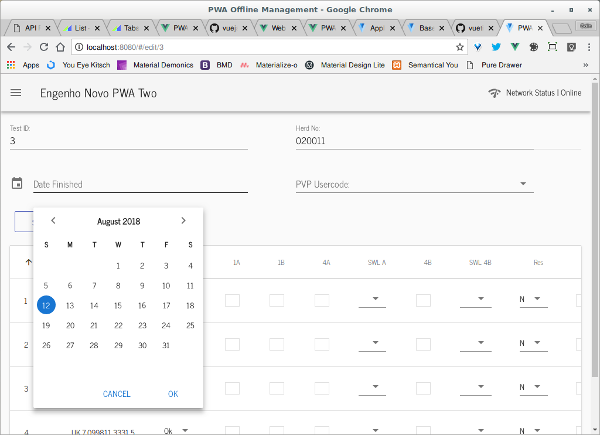 PWA Offline Management - Google Chrome
API
List
Tabs
PWA
vuej
Web
PWA
App
Base
vuet
PWA
localhost:8080/#/edit/3
Apps You Eye Kitsch Material Demonics BMD Materialize-o Material Design Lite Semantical You Pure Drawer
Engenho Novo PWA Two
Network Status | Online
Test ID: Herd No:
3 020011
Date Finished PVP Usercode:
August 2018
S M T W T F S
1 2 3 4
5 6 7 8 9 10 11
12 13 14 15 16 17 18
19 20 21 22 23 24 25
26 27 28 29 30 31
CANCEL OK
1A 1B 4A SWL A 4B SWL 4B Res
1 N
2 N
3 N
4 UK 7099811 3331 5 Ok N